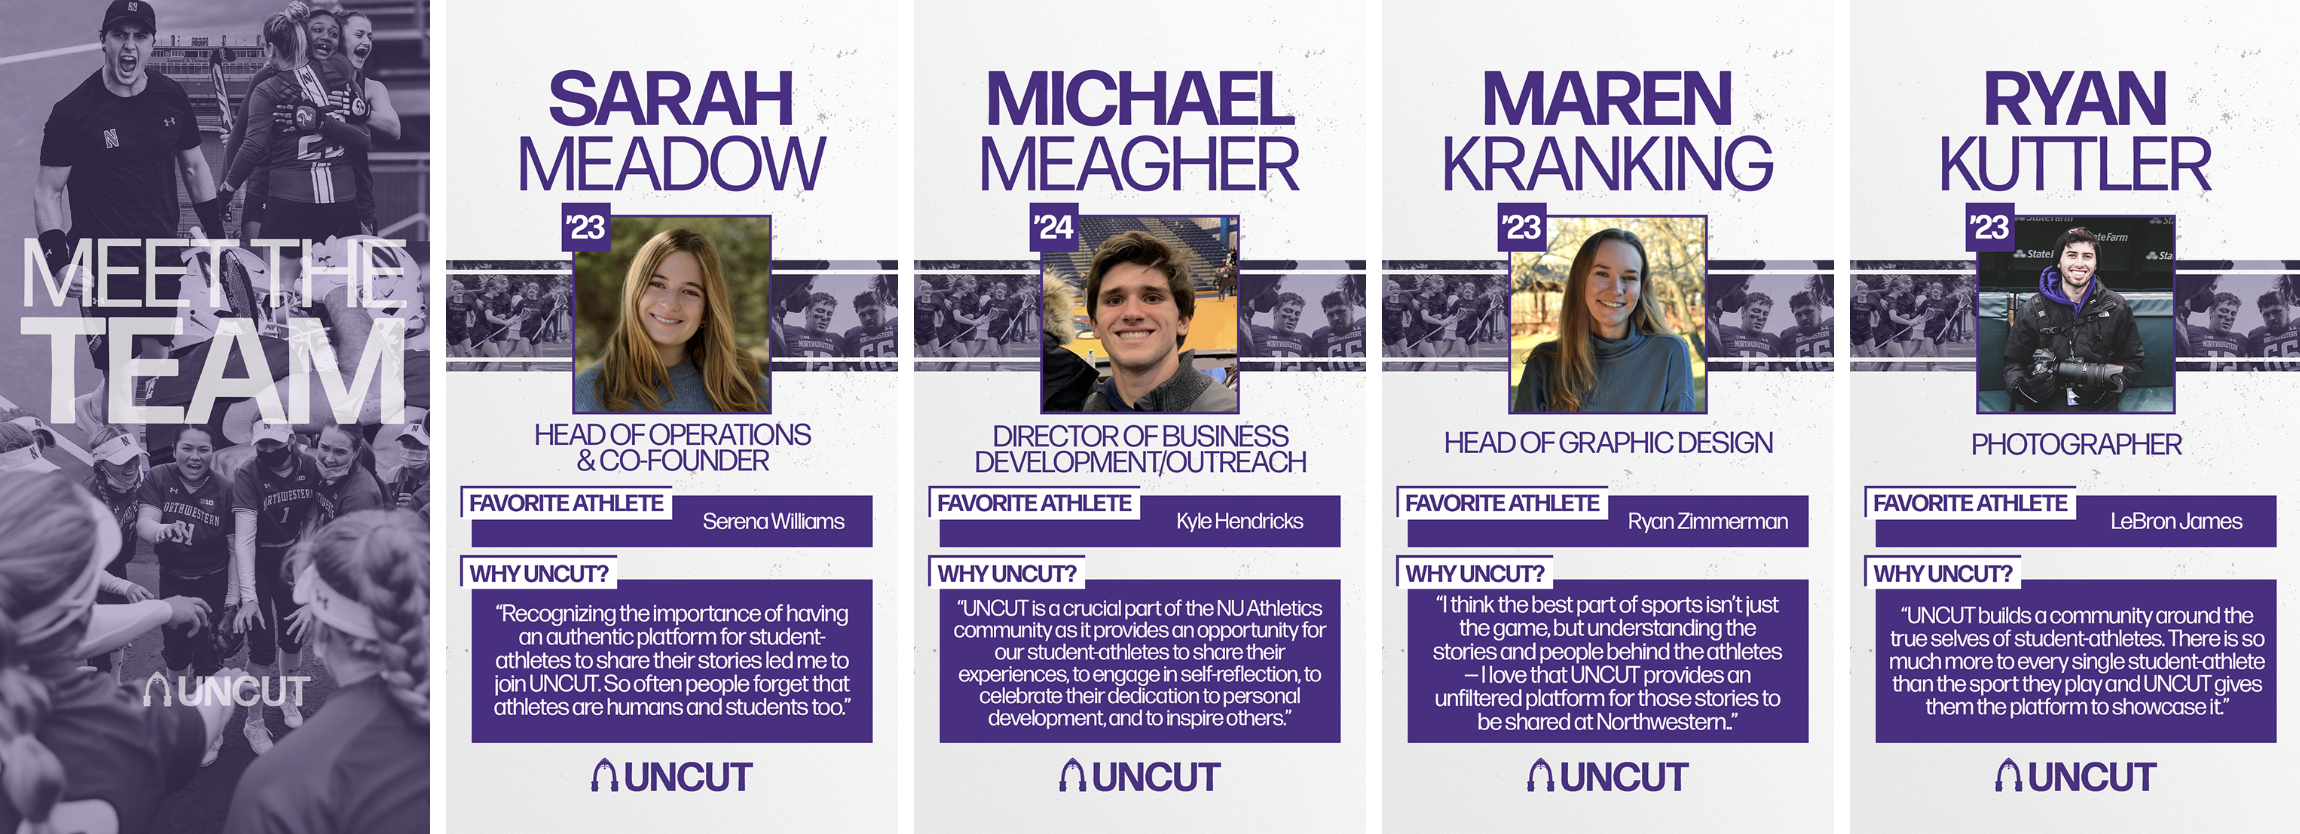 MEET THE
TEAM
UNCUT
SARAH
MEADOW
'23
HEAD OF OPERATIONS
& CO-FOUNDER
FAVORITE ATHLETE
Serena Williams
WHY UNCUT?
“Recognizing the importance of having
an authentic platform for student-
athletes to share their stories led me to
join UNCUT. So often people forget that
athletes are humans and students too.”
UNCUT
MICHAEL
MEAGHER
'24
DIRECTOR OF BUSINESS
DEVELOPMENT/OUTREACH
FAVORITE ATHLETE
Kyle Hendricks
WHY UNCUT?
“UNCUT is a crucial part of the NU Athletics
community as it provides an opportunity for
our student-athletes to share their
experiences, to engage in self-reflection, to
celebrate their dedication to personal
development, and to inspire others.”
UNCUT
MAREN
KRANKING
'23
HEAD OF GRAPHIC DESIGN
FAVORITE ATHLETE
Ryan Zimmerman
WHY UNCUT?
“I think the best part of sports isn’t just
the game, but understanding the
stories and people behind the athletes
– I love that UNCUT provides an
unfiltered platform for those stories to
be shared at Northwestern..”
UNCUT
RYAN
KUTTLER
'23
StateFarm
PHOTOGRAPHER
FAVORITE ATHLETE
LeBron James
WHY UNCUT?
“UNCUT builds a community around the
true selves of student-athletes. There is so
much more to every single student-athlete
than the sport they play and UNCUT gives
them the platform to showcase it.”
UNCUT